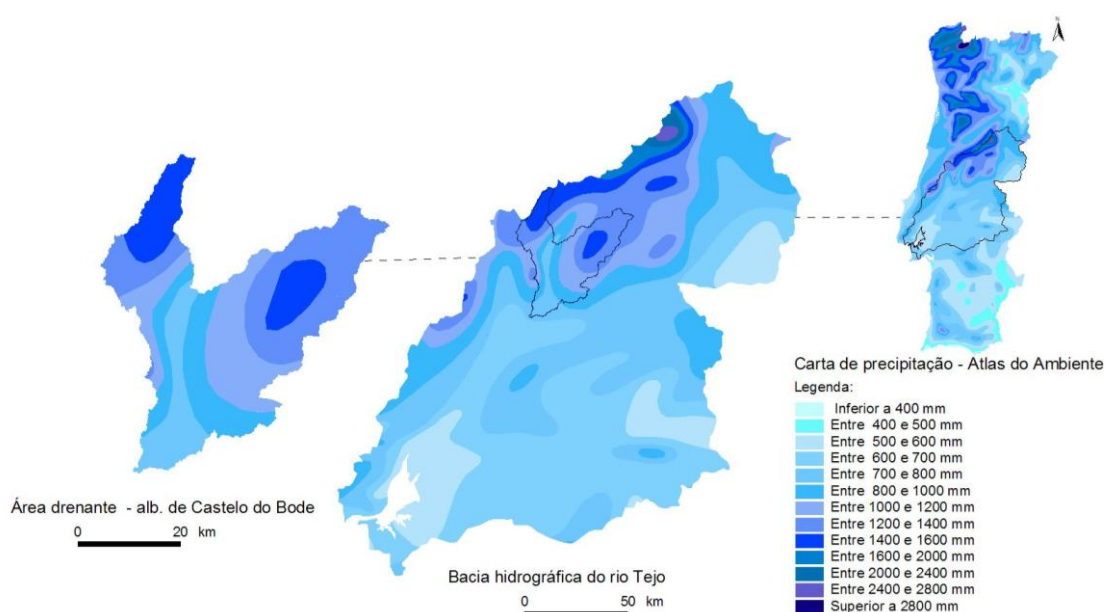 N
Carta de precipitação - Atlas do Ambiente
Legenda:
Inferior a 400 mm
Entre 400 e 500 mm
Entre 500 e 600 mm
Entre 600 e 700 mm
Entre 700 e 800 mm
Entre 800 e 1000 mm
Entre 1000 e 1200 mm
Entre 1200 e 1400 mm
Entre 1400 e 1600 mm
Entre 1600 e 2000 mm
Entre 2000 e 2400 mm
Entre 2400 e 2800 mm
Superior a 2800 mm
Área drenante - alb. de Castelo do Bode
0 20 km
Bacia hidrográfica do rio Tejo
0 50 km